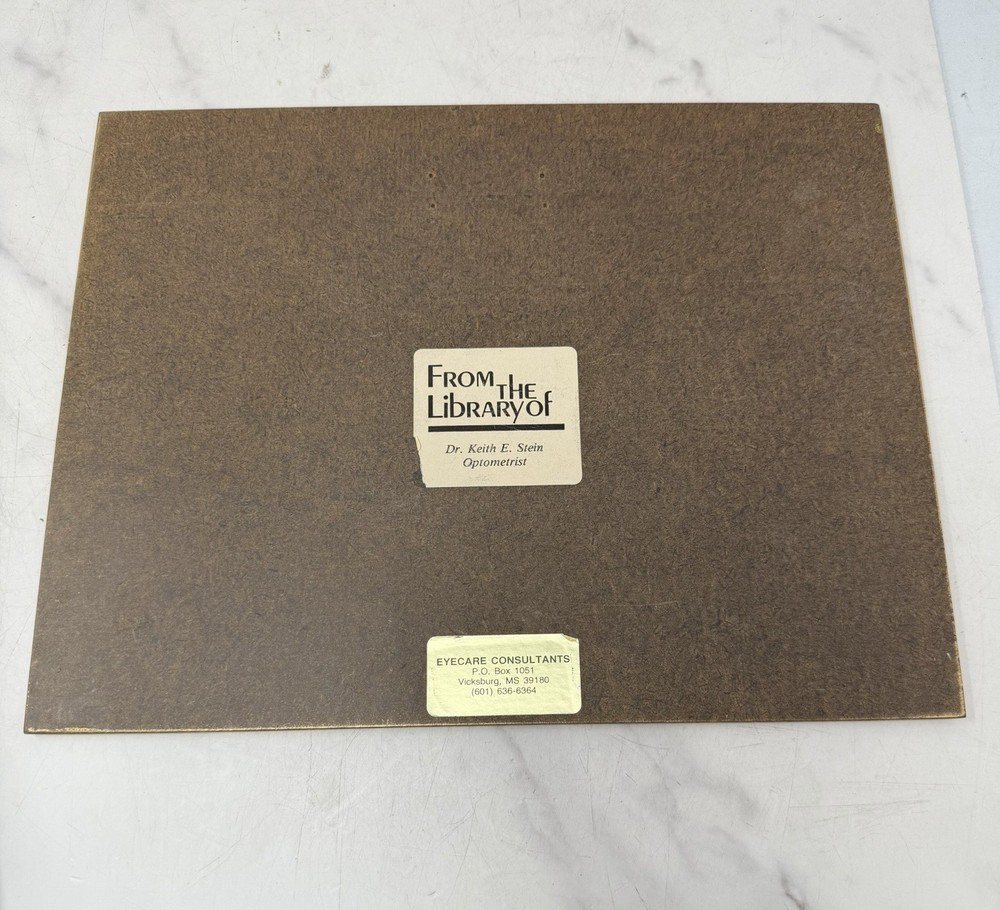 FROM THE
LIBRARY of
Dr. Keith E. Stein
Optometrist
EYECARE CONSULTANTS
P.O. Box 1051
Vicksburg, MS 39180
(601) 636-6364